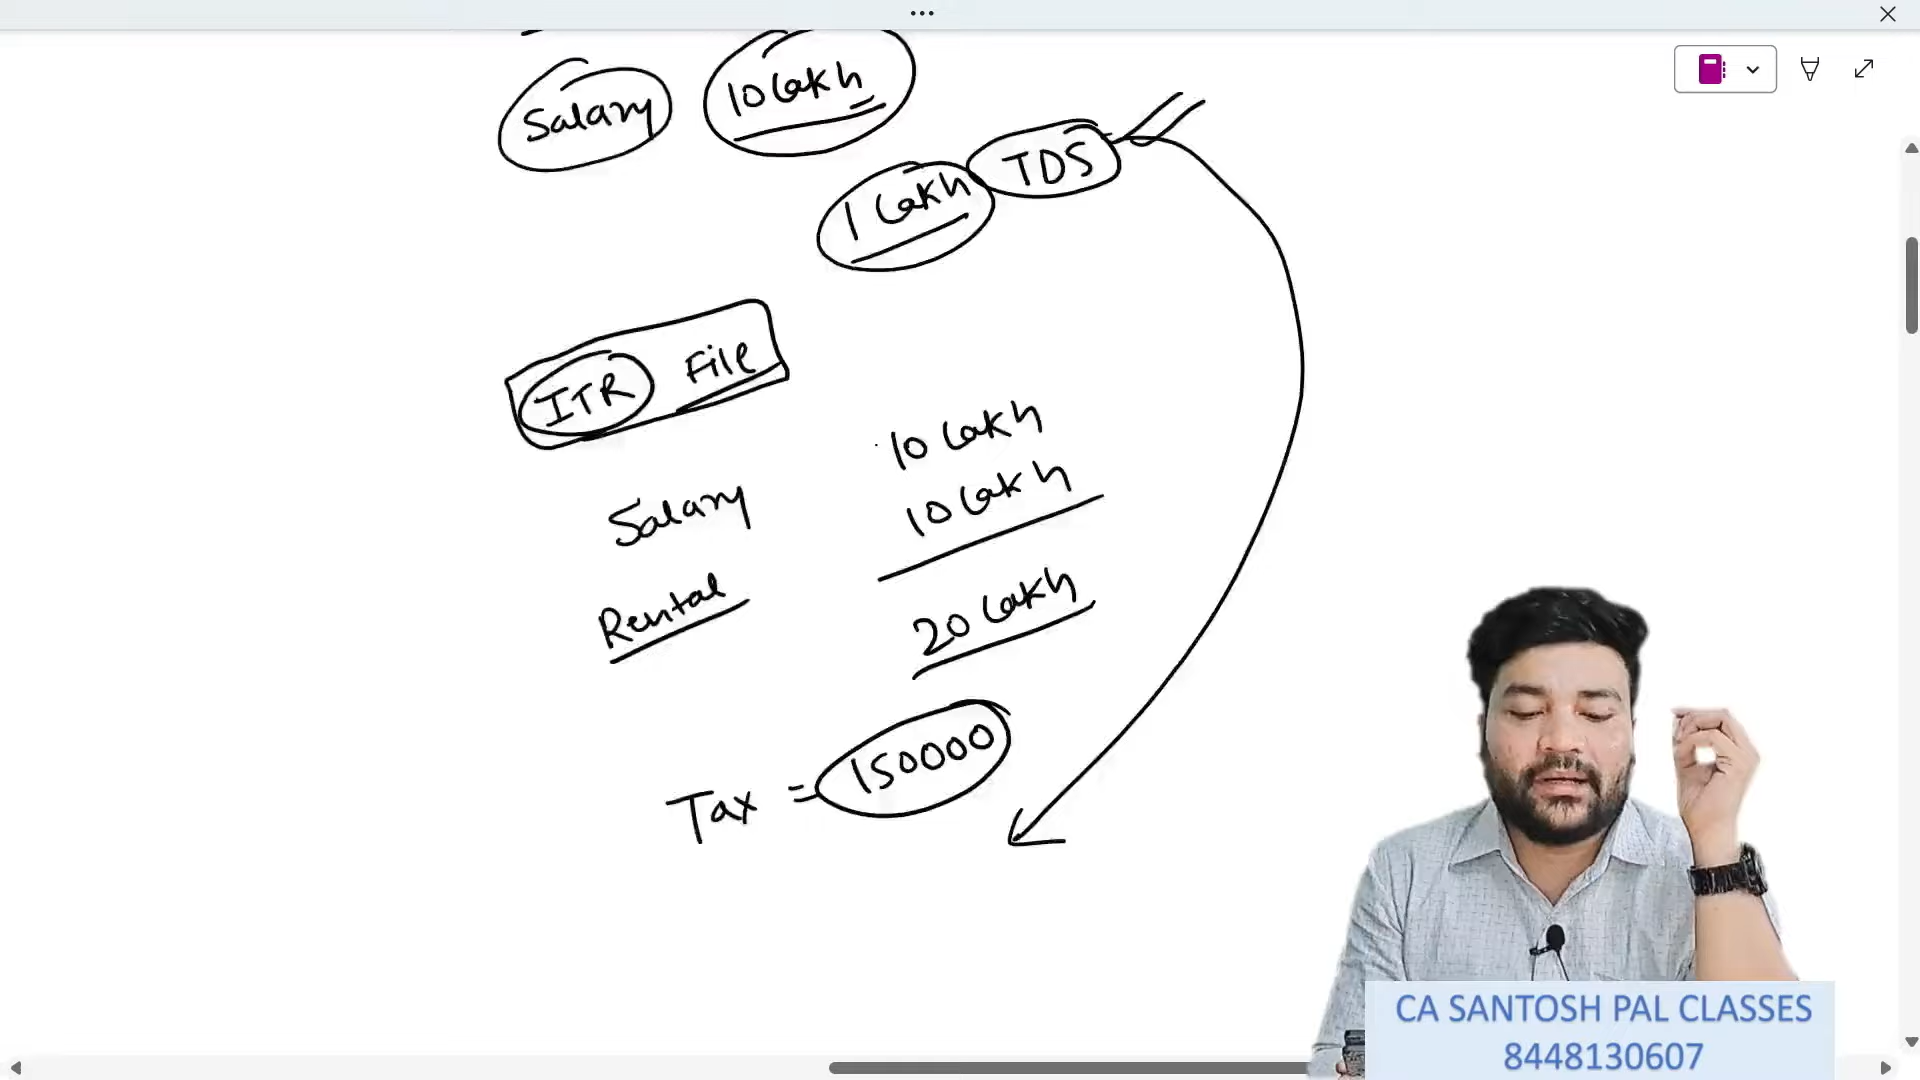 Salary 10 Lakh
1 Lakh TDS
ITR File
10 Lakh
Salary 10 Lakh
Rental 20 Lakh
Tax = 150000
CA SANTOSH PAL CLASSES
8448130607